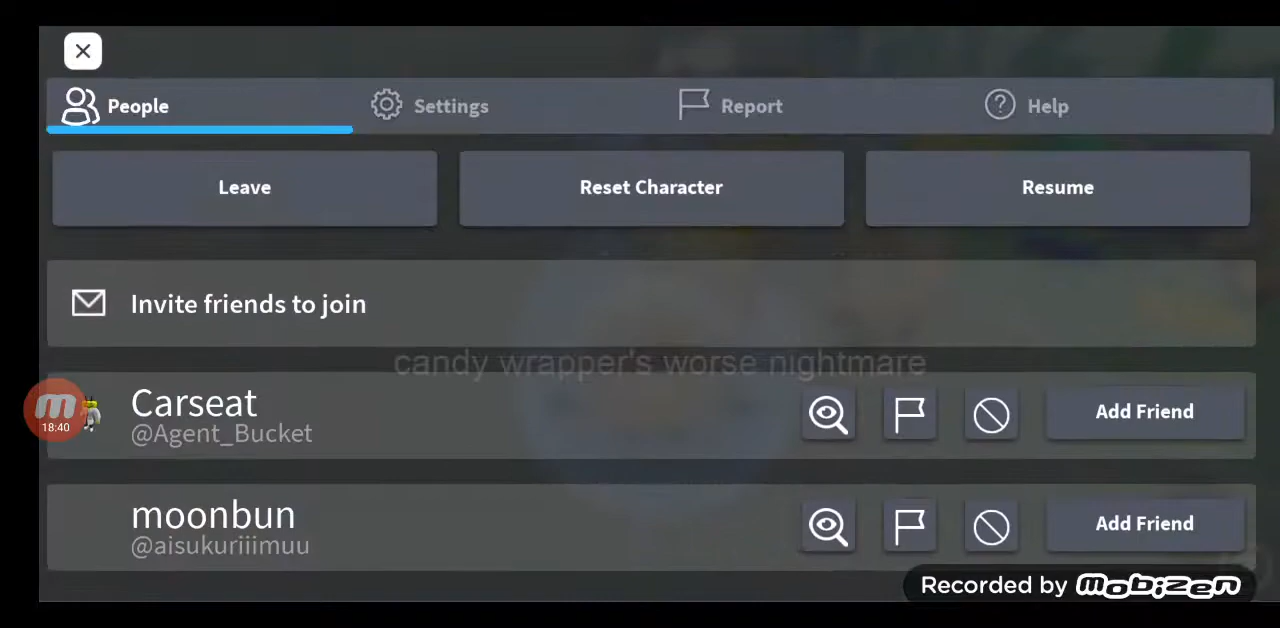 People
Settings
Report
Help
Leave
Reset Character
Resume
Invite friends to join
candy wrapper's worse nightmare
Carseat
@Agent_Bucket
Add Friend
18:40
moonbun
@aisukuriiimuu
Add Friend
Recorded by mobizen